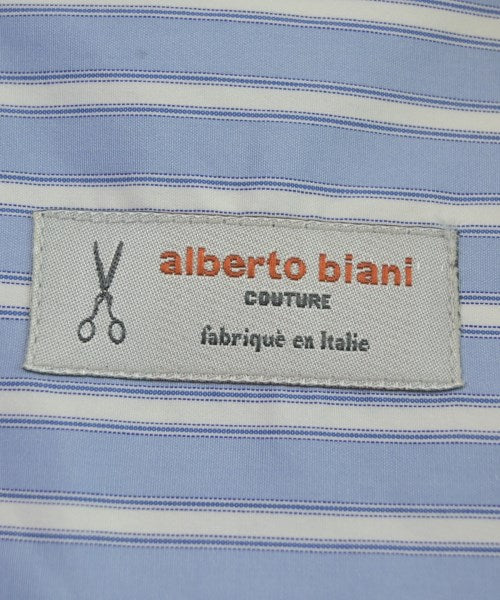 alberto biani
COUTURE
fabriquè en Italie